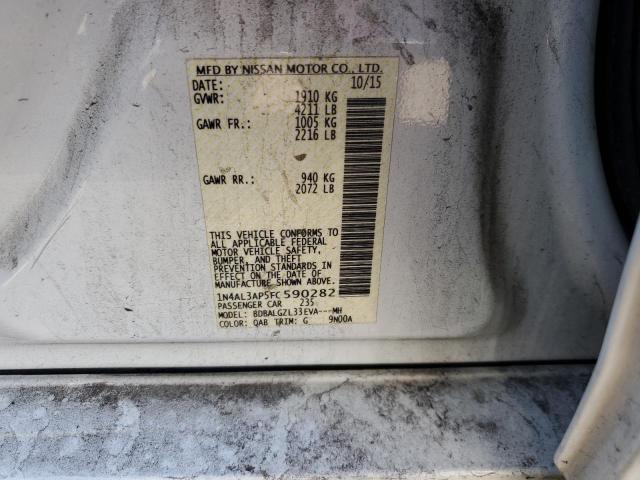 MFD BY NISSAN MOTOR CO., LTD.
DATE: 10/15
GVWR: 1910 KG
4211 LB
GAWR FR.: 1005 KG
2216 LB
GAWR RR.: 940 KG
2072 LB
THIS VEHICLE CONFORMS TO
ALL APPLICABLE FEDERAL
MOTOR VEHICLE SAFETY,
BUMPER, AND THEFT
PREVENTION STANDARDS IN
EFFECT ON THE DATE OF
MANUFACTURE SHOWN ABOVE.
1N4AL3AP5FC590282
PASSENGER CAR 235
MODEL: BDBALGZL33EVA---MH
COLOR: QAB TRIM: G 9N00A